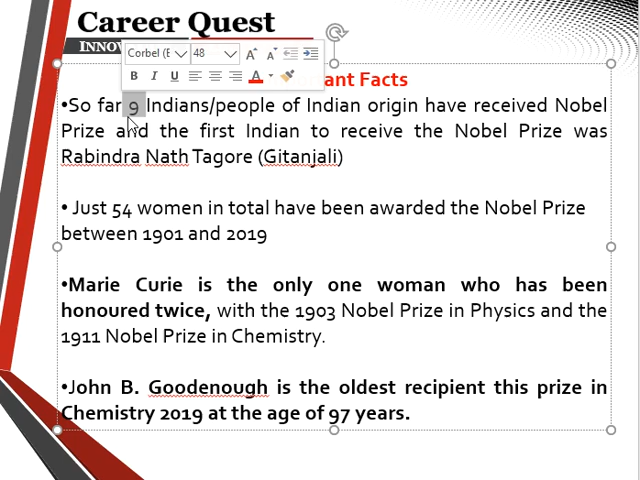 Career Quest
INNOV
Corbel (E 48
A A
B I U A
ant Facts
•So far 9 Indians/people of Indian origin have received Nobel
Prize and the first Indian to receive the Nobel Prize was
Rabindra Nath Tagore (Gitanjali)
• Just 54 women in total have been awarded the Nobel Prize
between 1901 and 2019
•Marie Curie is the only one woman who has been
honoured twice, with the 1903 Nobel Prize in Physics and the
1911 Nobel Prize in Chemistry.
•John B. Goodenough is the oldest recipient this prize in
Chemistry 2019 at the age of 97 years.